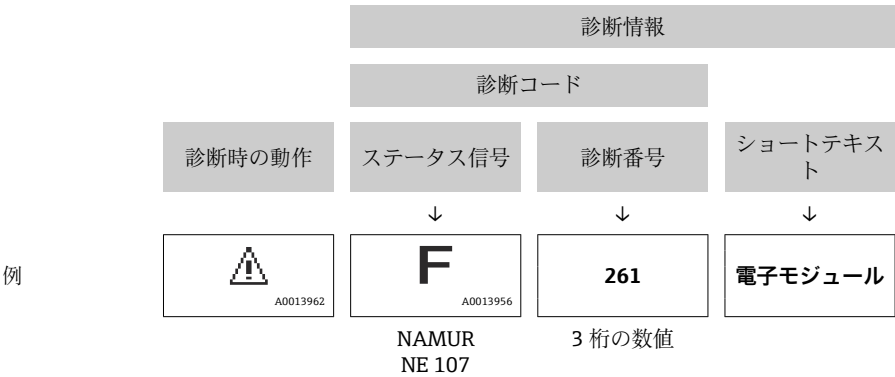 診断情報
診断コード
診断時の動作 ステータス信号 診断番号 ショートテキス
ト
↓ ↓ ↓
例 A0013962 F A0013956 261 電子モジュール
NAMUR 3 桁の数値
NE 107